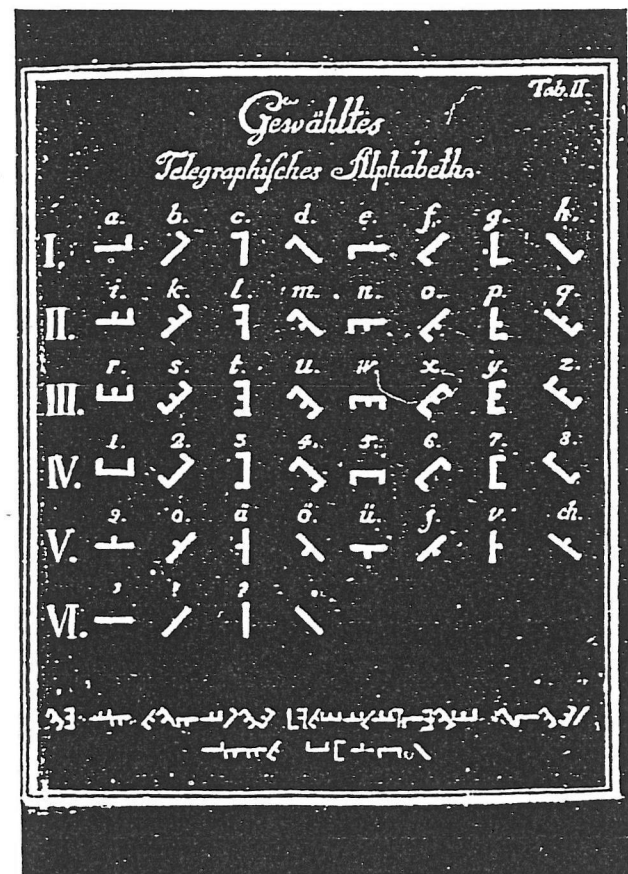 Tab. II.
Gewähltes
Telegraphiſches Alphabeth.
a. b. c. d. e. f. g. h.
I.
i. k. l. m. n. o. p. q.
II.
r. s. t. u. w. x. y. z.
III.
1. 2. 3. 4. 5. 6. 7. 8.
IV.
9. 0. ä. ö. ü. j. v. ch.
V.
, ! ? .
VI.